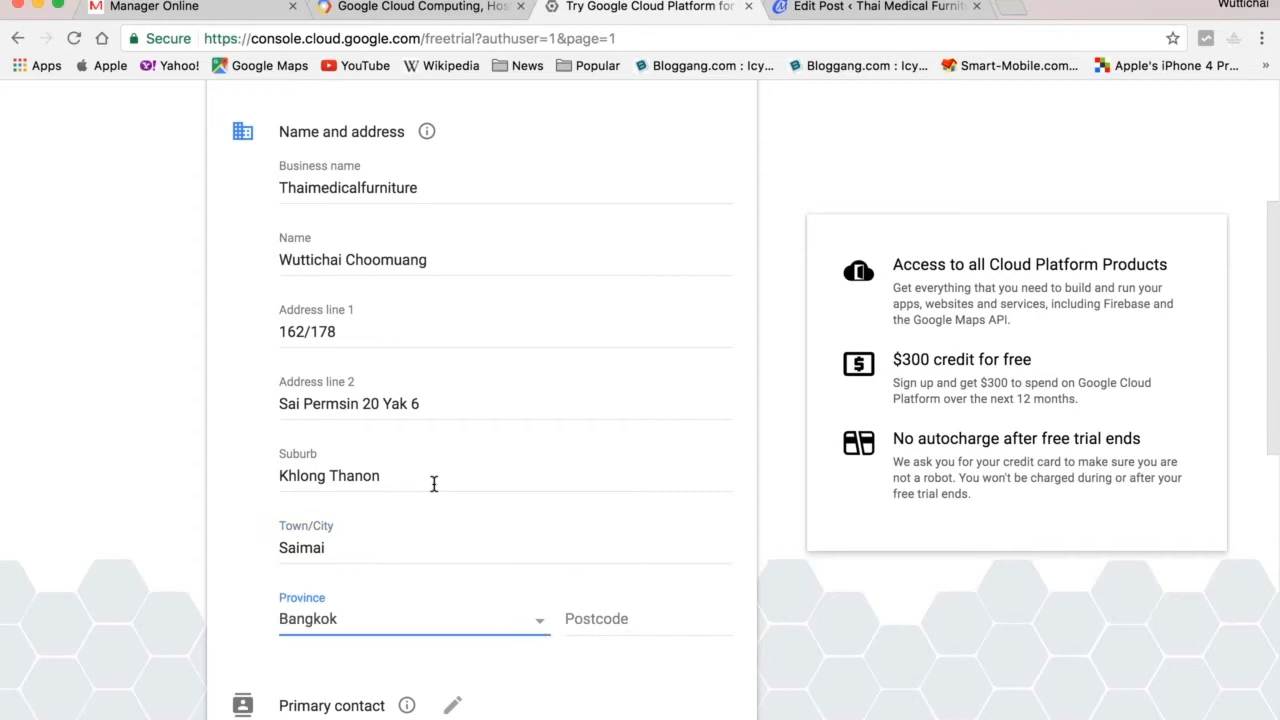 Manager Online
Google Cloud Computing, Hos
Try Google Cloud Platform for
Edit Post ‹ Thai Medical Furnit
Wuttichai
Secure https://console.cloud.google.com/freetrial?authuser=1&page=1
Apps Apple Yahoo! Google Maps YouTube Wikipedia News Popular Bloggang.com : Icy... Bloggang.com : Icy... Smart-Mobile.com... Apple's iPhone 4 Pr... »
Name and address
Business name
Thaimedicalfurniture
Name
Wuttichai Choomuang
Address line 1
162/178
Address line 2
Sai Permsin 20 Yak 6
Suburb
Khlong Thanon
Town/City
Saimai
Province
Bangkok
Postcode
Primary contact
Access to all Cloud Platform Products
Get everything that you need to build and run your
apps, websites and services, including Firebase and
the Google Maps API.
$300 credit for free
Sign up and get $300 to spend on Google Cloud
Platform over the next 12 months.
No autocharge after free trial ends
We ask you for your credit card to make sure you are
not a robot. You won't be charged during or after your
free trial ends.